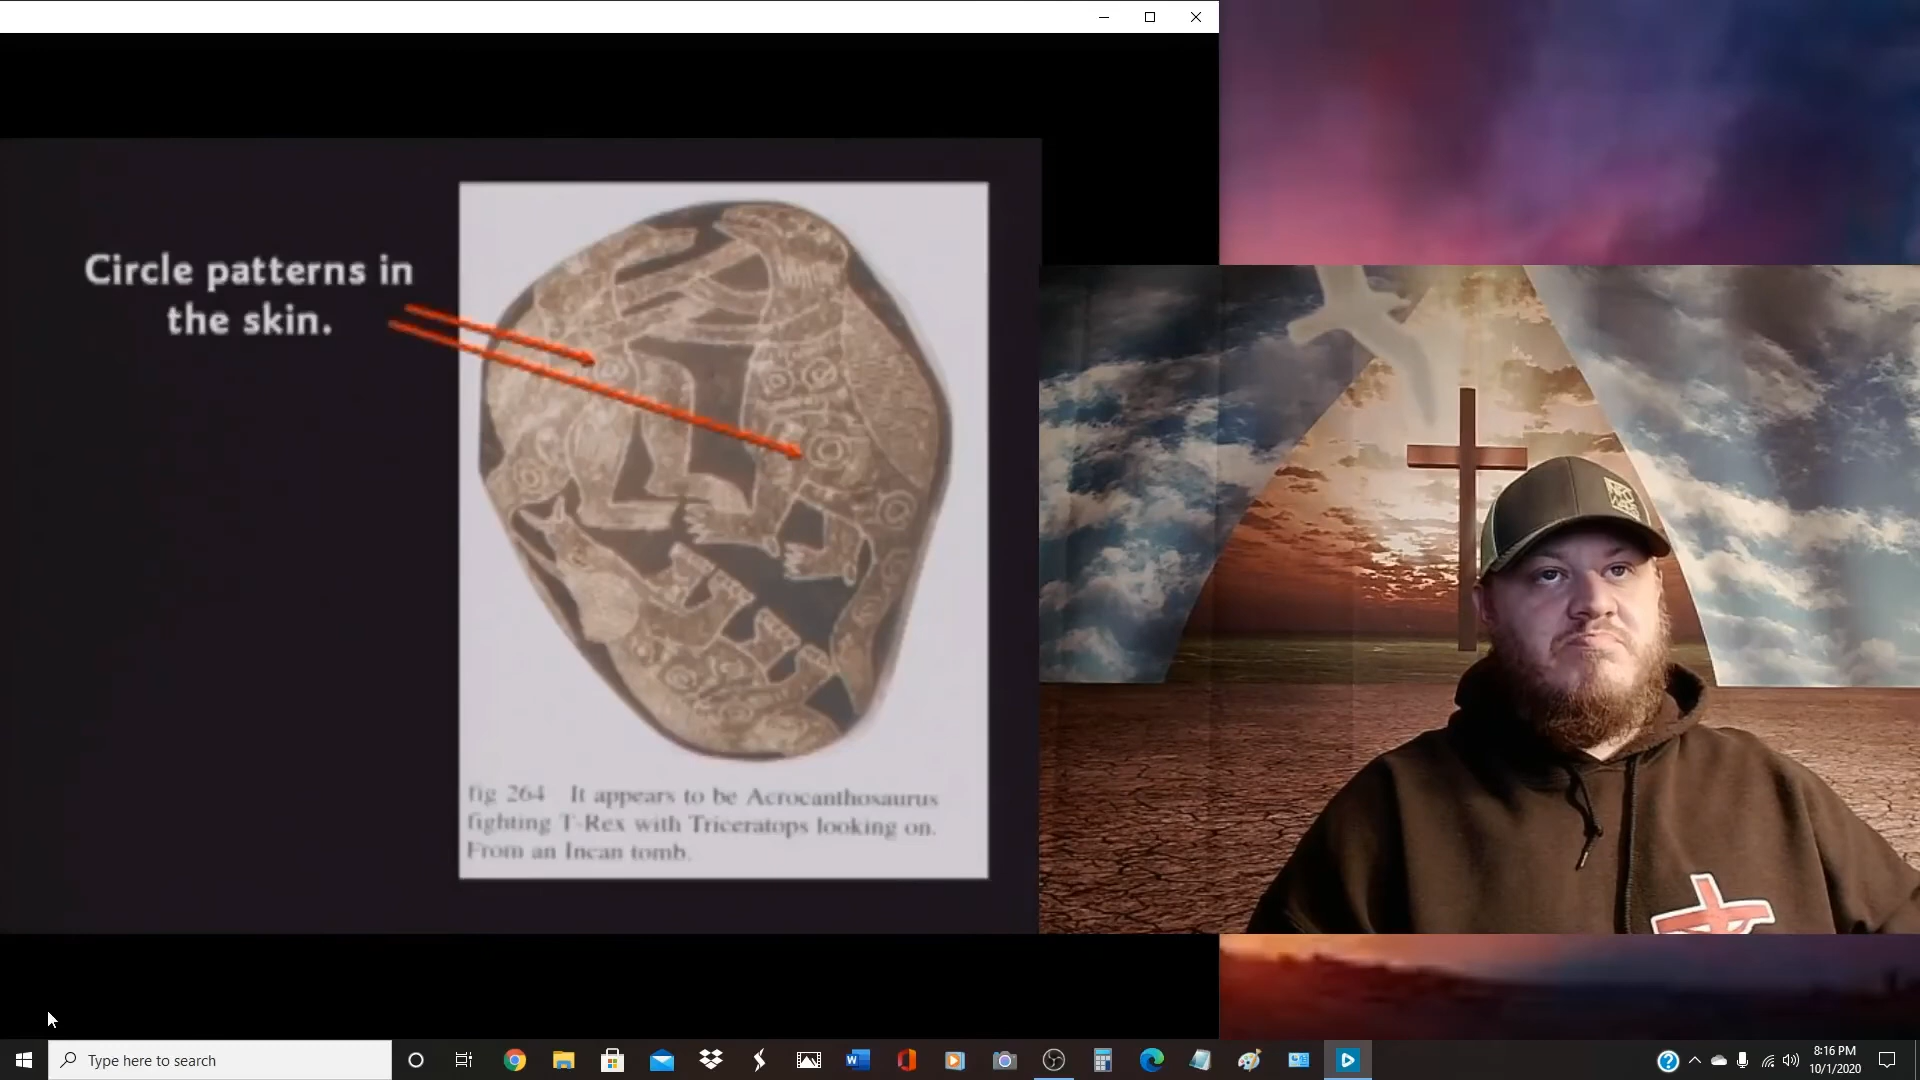 Circle patterns in
the skin.
fig 264 It appears to be Acrocanthosaurus
fighting T-Rex with Triceratops looking on.
From an Incan tomb.
Type here to search
8:16 PM
10/1/2020